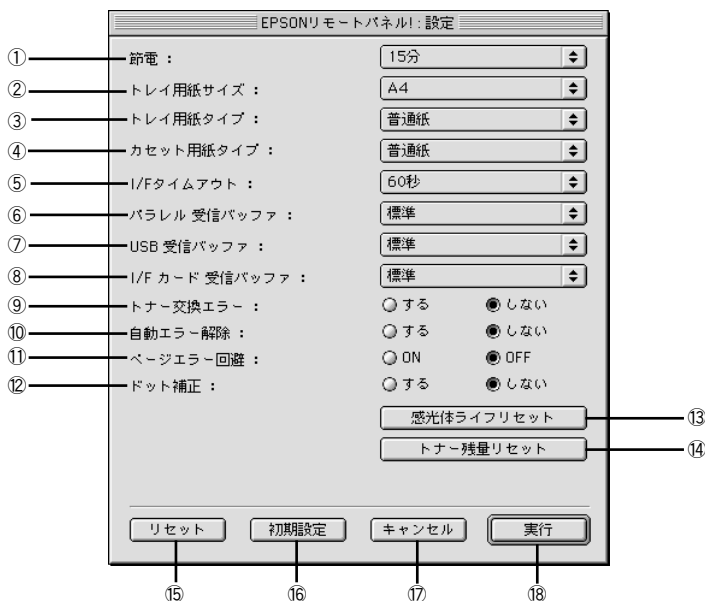 EPSONリモートパネル!:設定
① 節電： 15分
② トレイ用紙サイズ： A4
③ トレイ用紙タイプ： 普通紙
④ カセット用紙タイプ： 普通紙
⑤ I/Fタイムアウト： 60秒
⑥ パラレル 受信バッファ： 標準
⑦ USB 受信バッファ： 標準
⑧ I/F カード 受信バッファ： 標準
⑨ トナー交換エラー： する しない
⑩ 自動エラー解除： する しない
⑪ ページエラー回避： ON OFF
⑫ ドット補正： する しない
感光体ライフリセット ⑬
トナー残量リセット ⑭
リセット 初期設定 キャンセル 実行
⑮ ⑯ ⑰ ⑱